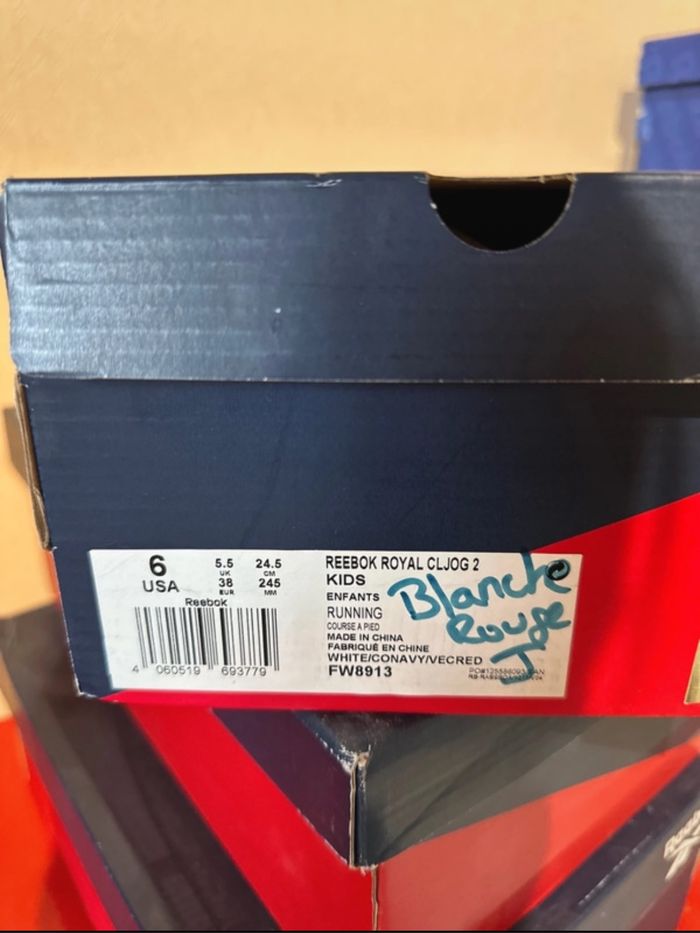 6
USA
5.5
UK
38
EUR
24.5
CM
245
MM
Reebok
4 060519 693779
REEBOK ROYAL CLJOG 2
KIDS
ENFANTS
RUNNING
COURSE A PIED
MADE IN CHINA
FABRIQUÉ EN CHINE
WHITE/CONAVY/VECRED
FW8913
Blanche
Rouge